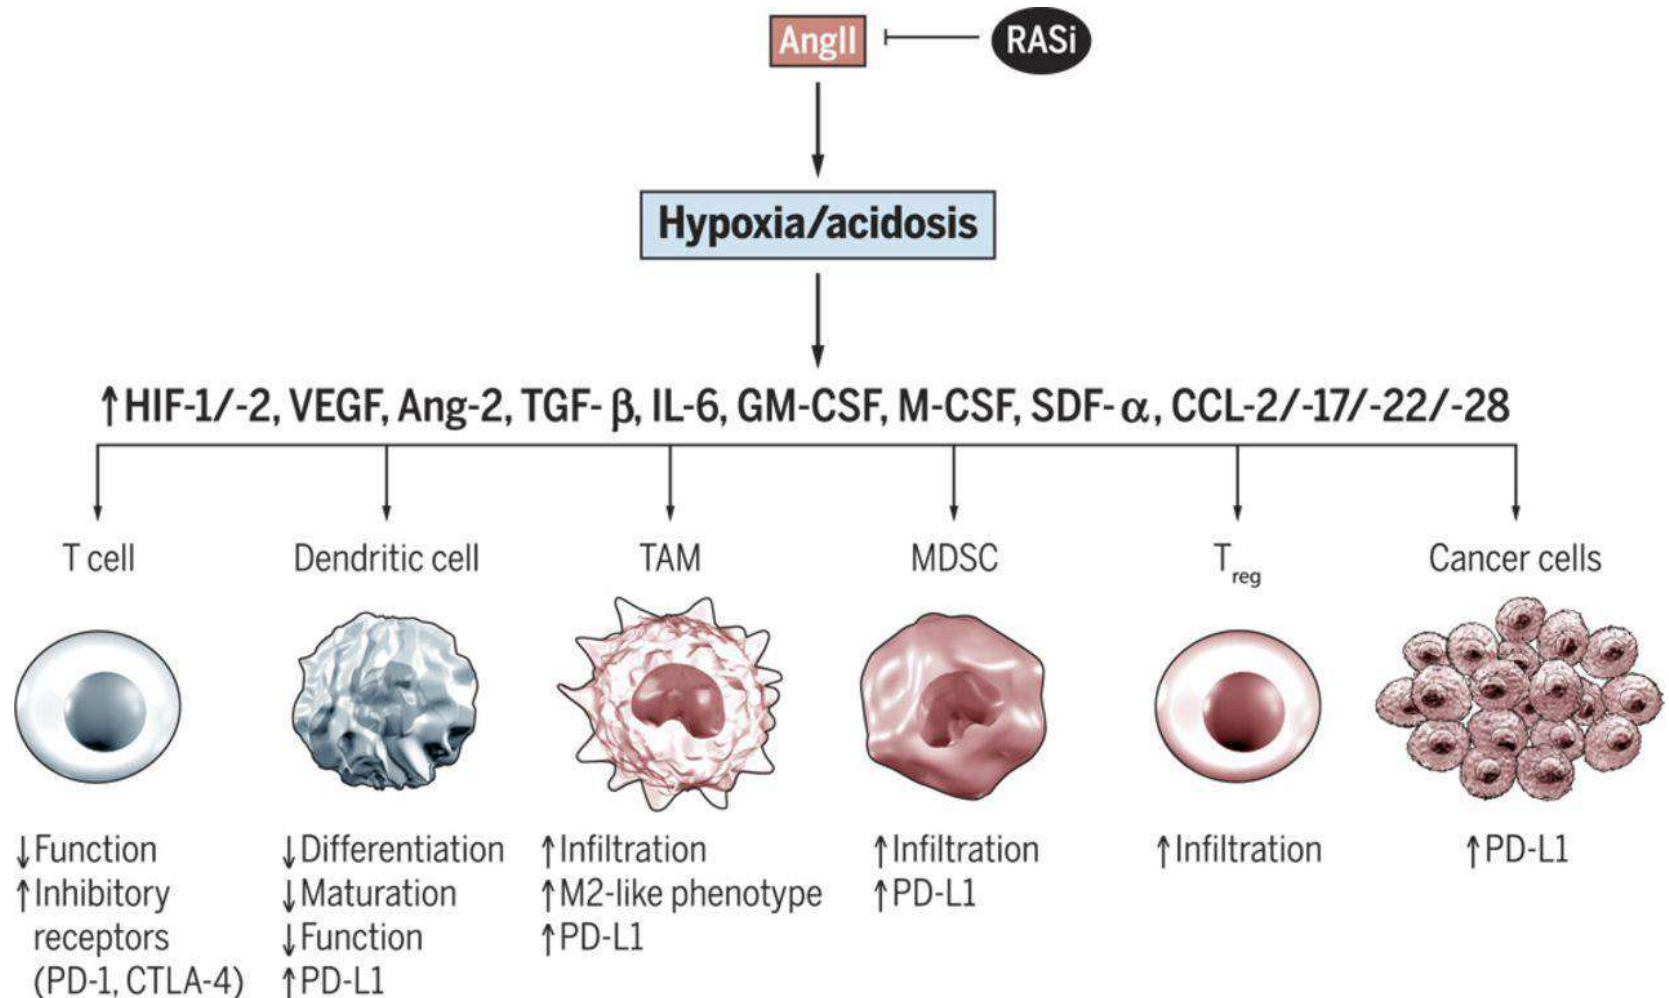 AngII
RASi
Hypoxia/acidosis
↑HIF-1/-2, VEGF, Ang-2, TGF-β, IL-6, GM-CSF, M-CSF, SDF-α, CCL-2/-17/-22/-28
T cell
Dendritic cell
TAM
MDSC
Treg
Cancer cells
↓Function
↑Inhibitory
receptors
(PD-1, CTLA-4)
↓Differentiation
↓Maturation
↓Function
↑PD-L1
↑Infiltration
↑M2-like phenotype
↑PD-L1
↑Infiltration
↑PD-L1
↑Infiltration
↑PD-L1